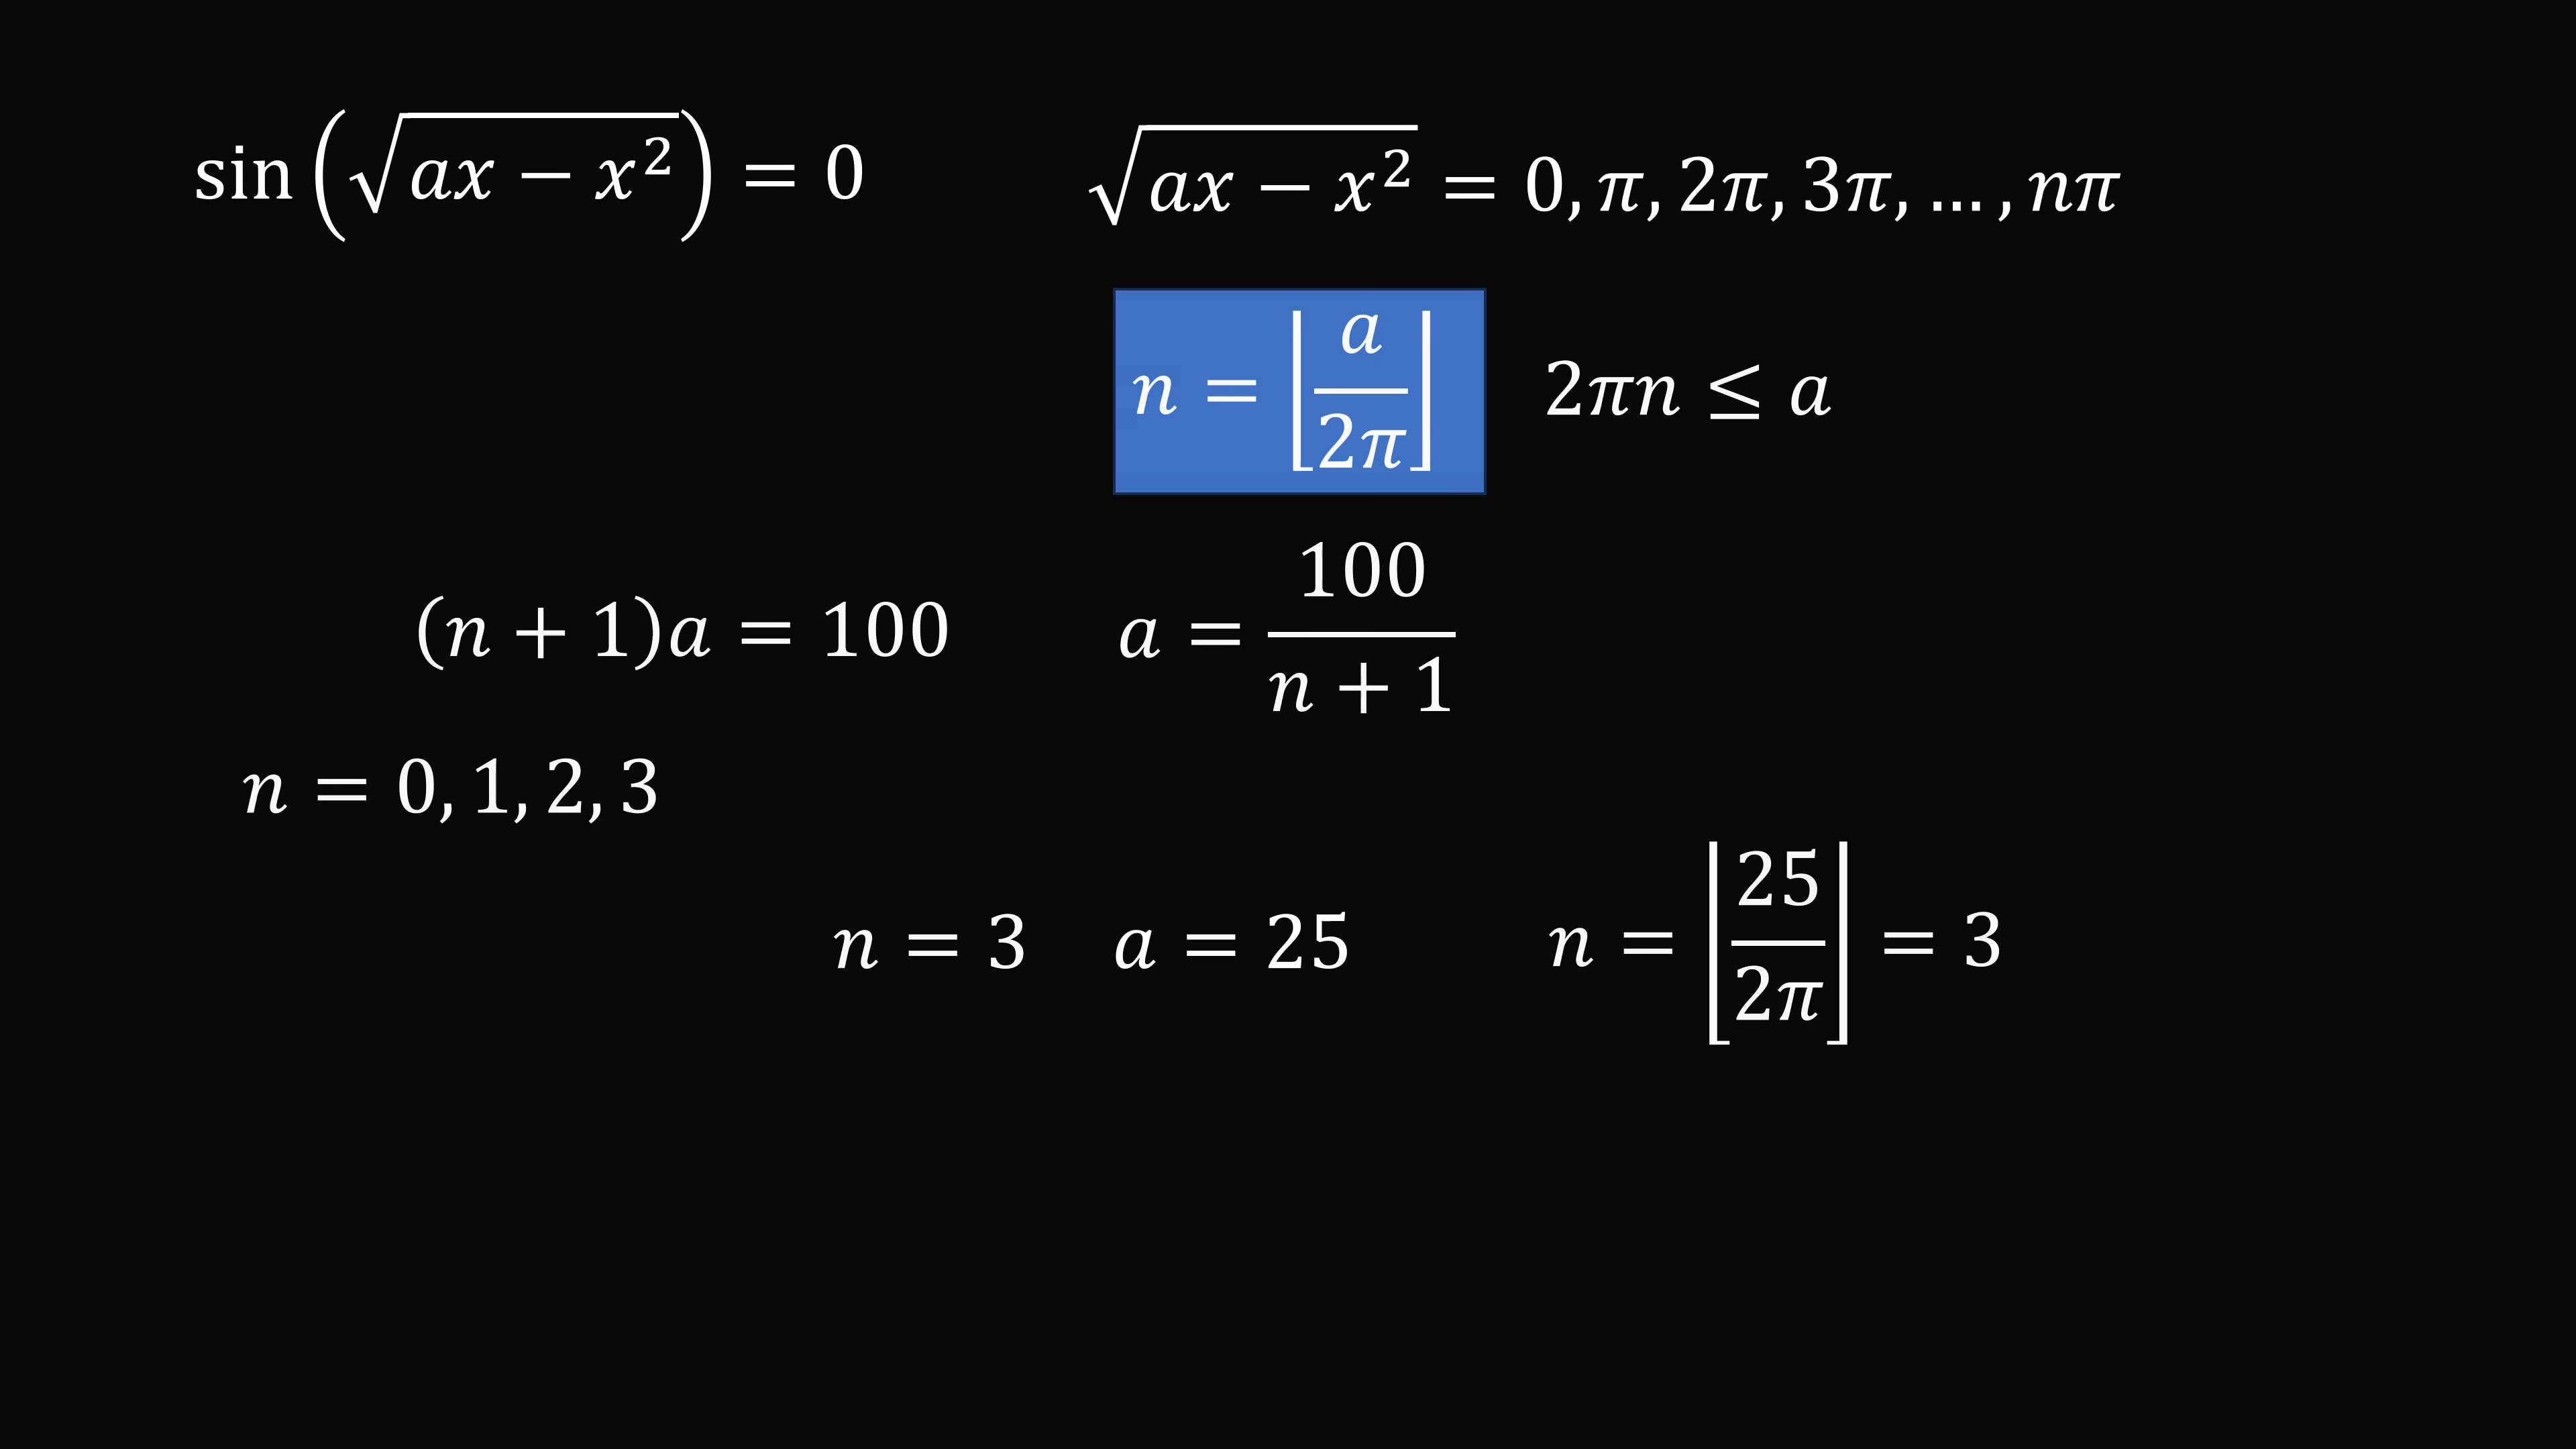 sin(√(ax − x²)) = 0    √(ax − x²) = 0, π, 2π, 3π, … , nπ
n = ⌊a/2π⌋    2πn ≤ a
(n + 1)a = 100    a = 100/(n + 1)
n = 0, 1, 2, 3
n = 3    a = 25    n = ⌊25/2π⌋ = 3